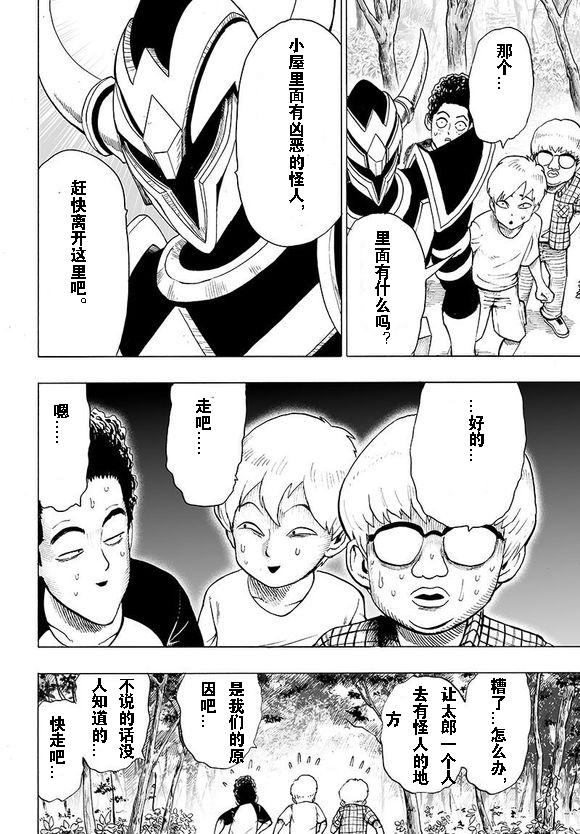 那个…
里面有什么吗?
小屋里面有凶恶的怪人,
赶快离开这里吧。
…好的…
走吧……
嗯……
糟了…怎么办,
让太郎一个人
去有怪人的地
方
是我们的原
因吧…
不说的话没
人知道的…
快走吧…